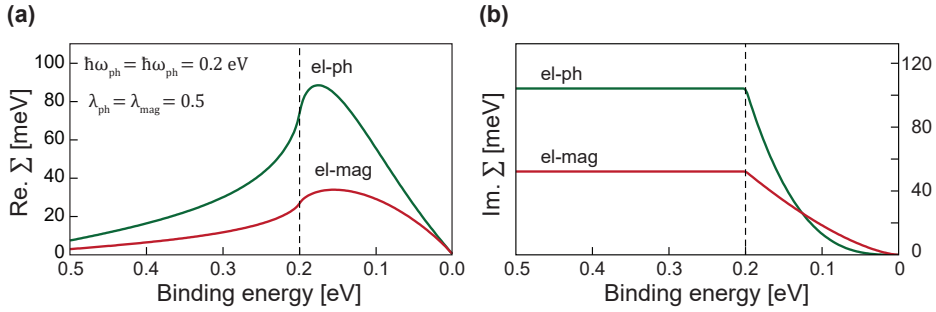 (a)
100
80
60
40
20
0
Re. Σ [meV]
ħω_ph = ħω_ph = 0.2 eV
λ_ph = λ_mag = 0.5
el-ph
el-mag
0.5 0.4 0.3 0.2 0.1 0.0
Binding energy [eV]
(b)
Im. Σ [meV]
el-ph
el-mag
120
80
40
0
0.5 0.4 0.3 0.2 0.1 0
Binding energy [eV]